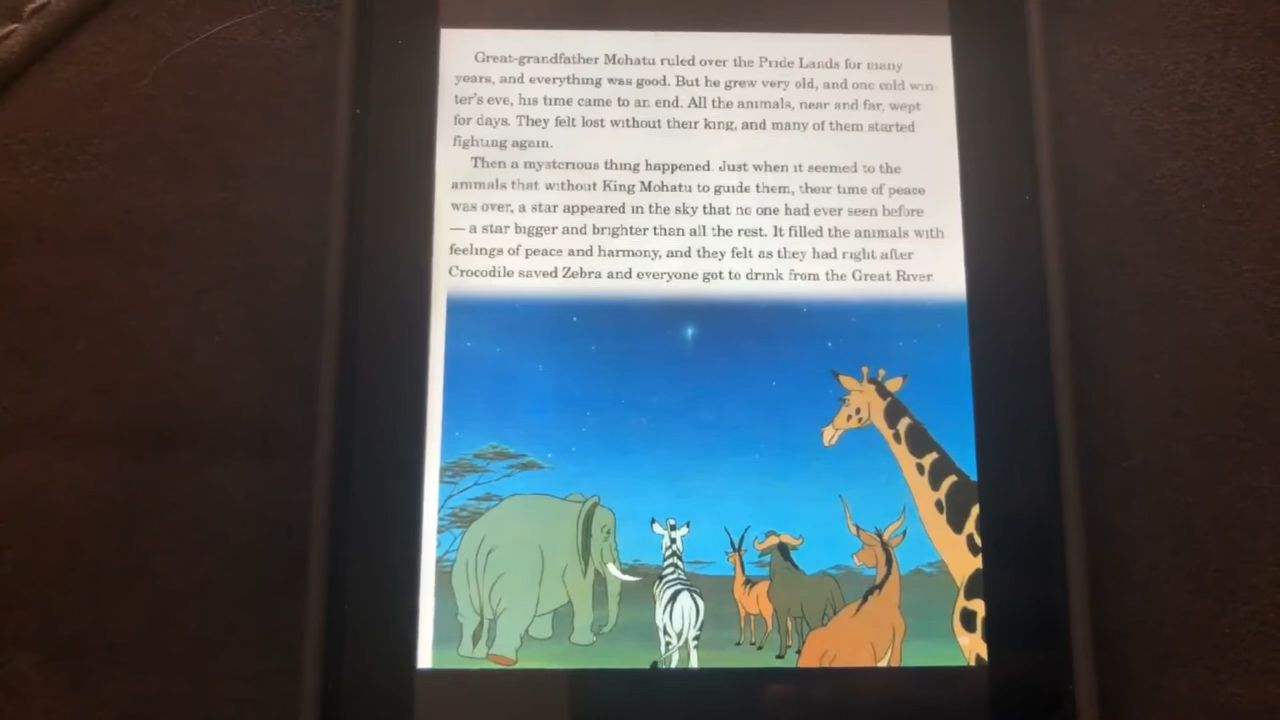 Great-grandfather Mohatu ruled over the Pride Lands for many
years, and everything was good. But he grew very old, and one cold win-
ter's eve, his time came to an end. All the animals, near and far, wept
for days. They felt lost without their king, and many of them started
fighting again.
Then a mysterious thing happened. Just when it seemed to the
animals that without King Mohatu to guide them, their time of peace
was over, a star appeared in the sky that no one had ever seen before
— a star bigger and brighter than all the rest. It filled the animals with
feelings of peace and harmony, and they felt as they had right after
Crocodile saved Zebra and everyone got to drink from the Great River.